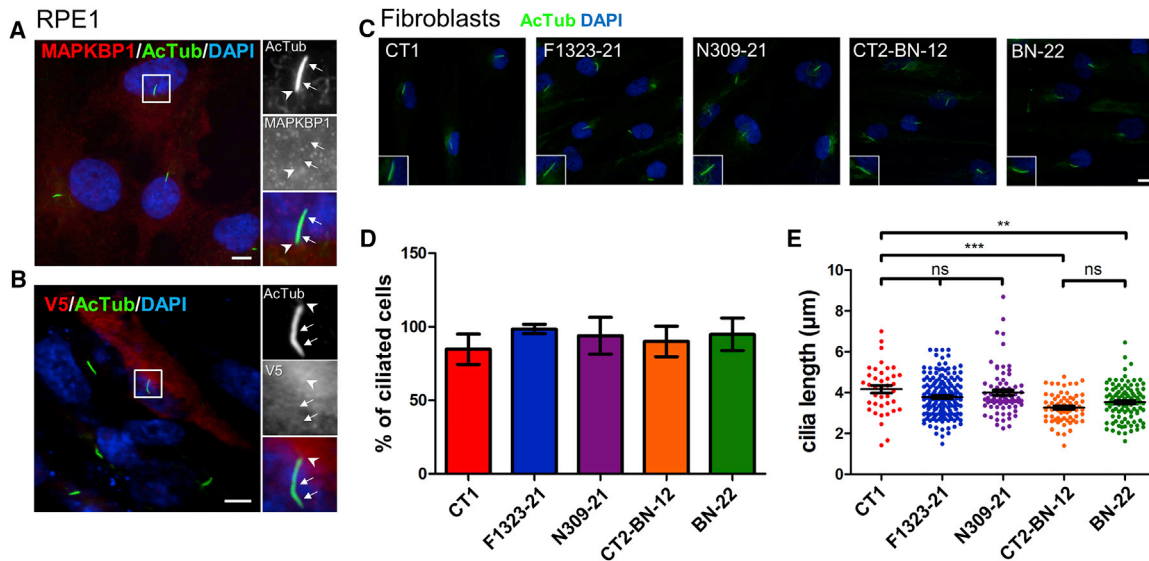 RPE1
A
MAPKBP1/AcTub/DAPI
AcTub
MAPKBP1
B
V5/AcTub/DAPI
AcTub
V5
C Fibroblasts AcTub DAPI
CT1
F1323-21
N309-21
CT2-BN-12
BN-22
D
% of ciliated cells
150
100
50
0
CT1
F1323-21
N309-21
CT2-BN-12
BN-22
E
**
***
ns
ns
cilia length (µm)
10
8
6
4
2
0
CT1
F1323-21
N309-21
CT2-BN-12
BN-22